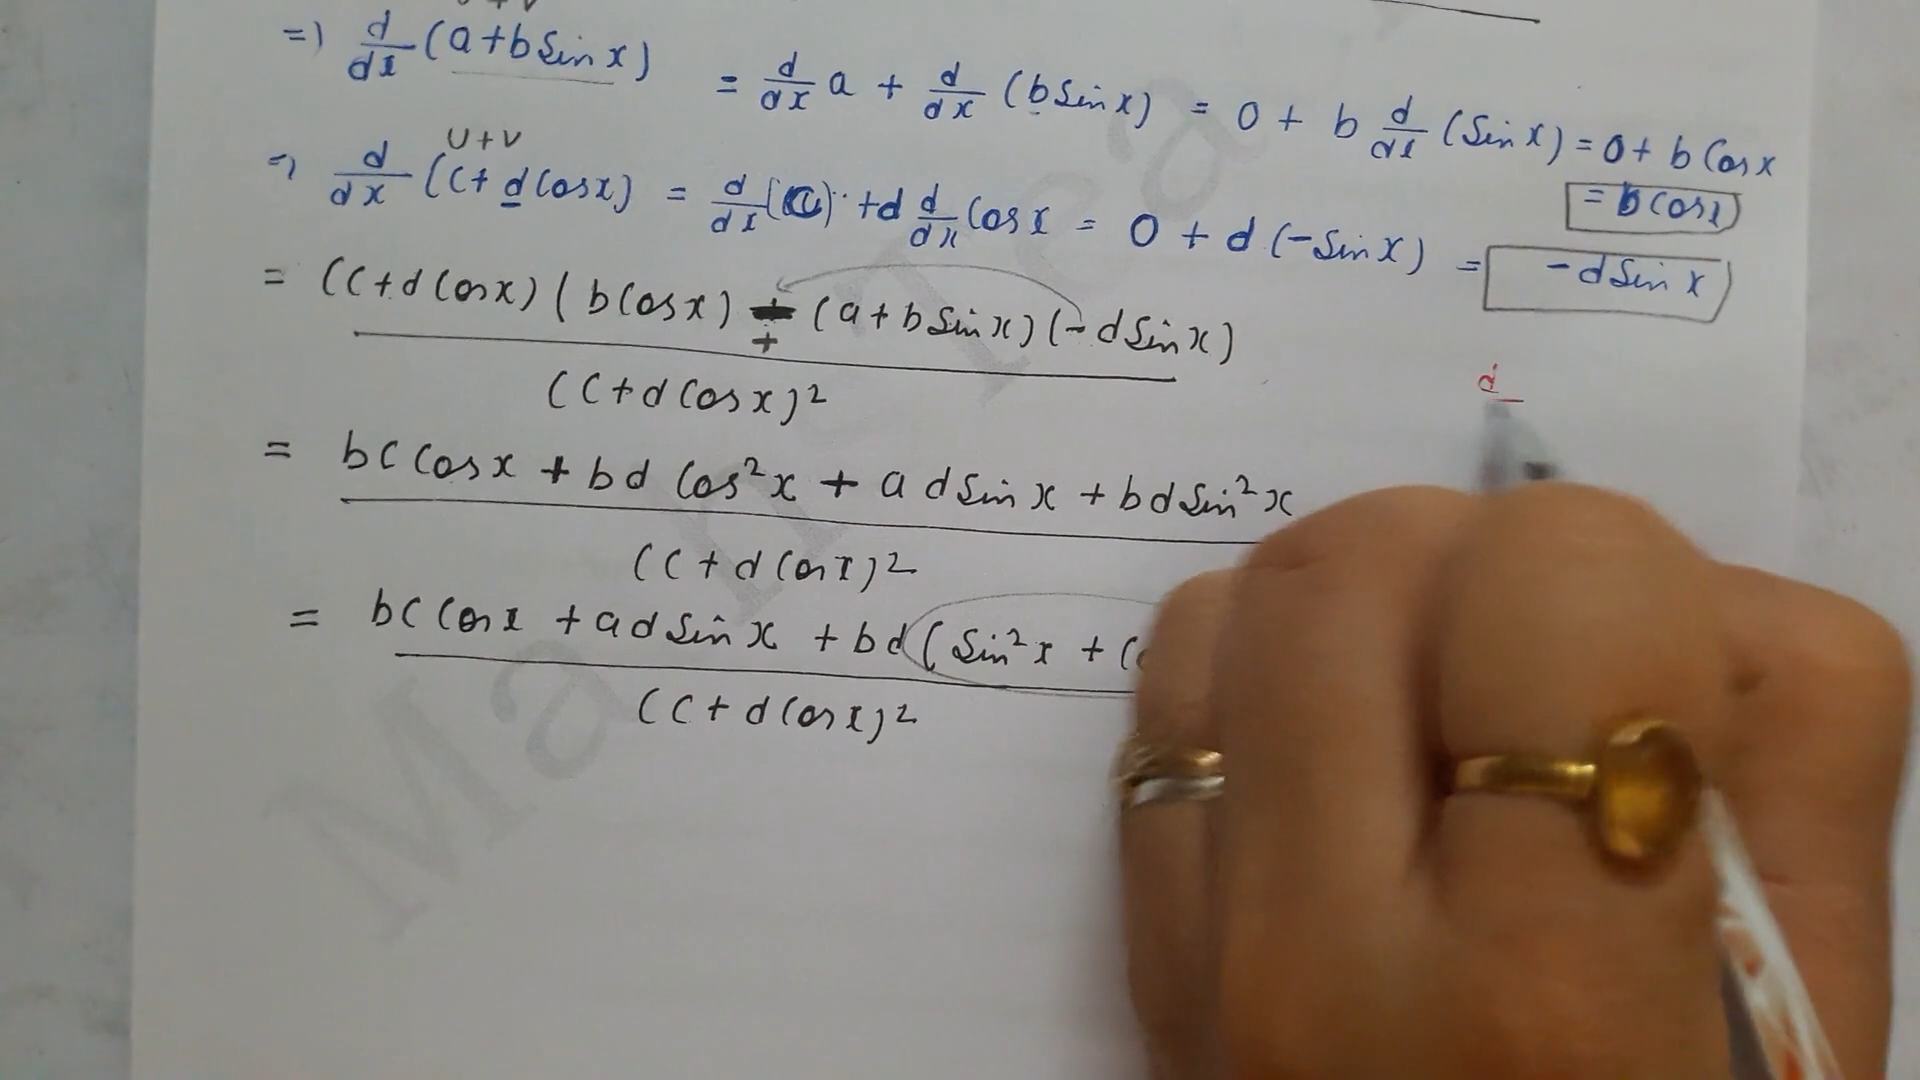 =) d/dx (a+b Sin x) = d/dx a + d/dx (b Sin x) = 0 + b d/dx (Sin x) = 0 + b Cos x
= b Cos x
U+V
=) d/dx (C + d Cos x) = d/dx (C) + d d/dx Cos x = 0 + d (-Sin x) = -d Sin x
= (C+d Cos x) (b Cos x) + (a + b Sin x) (- d Sin x)
+
(C + d Cos x)²
d
= bC Cos x + bd Cos²x + a d Sin x + bd Sin²x
(C + d Cos x)²
= bC Cos x + ad Sin x + bd (Sin²x + (
(C + d Cos x)²
Ma n Tea